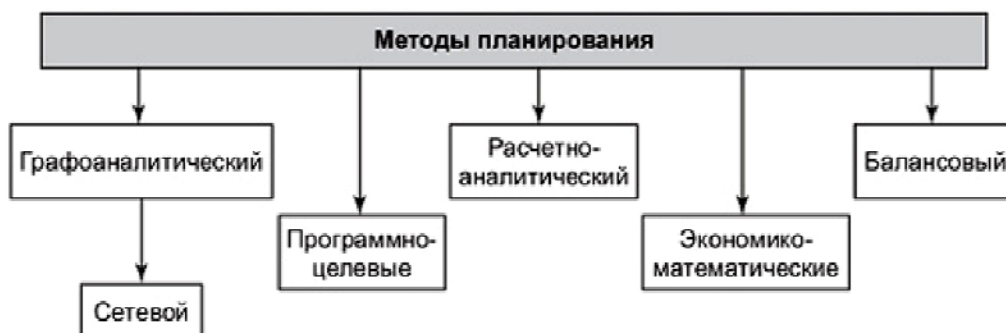 Методы планирования
Графоаналитический
Расчетно-
аналитический
Балансовый
Программно-
целевые
Экономико-
математические
Сетевой